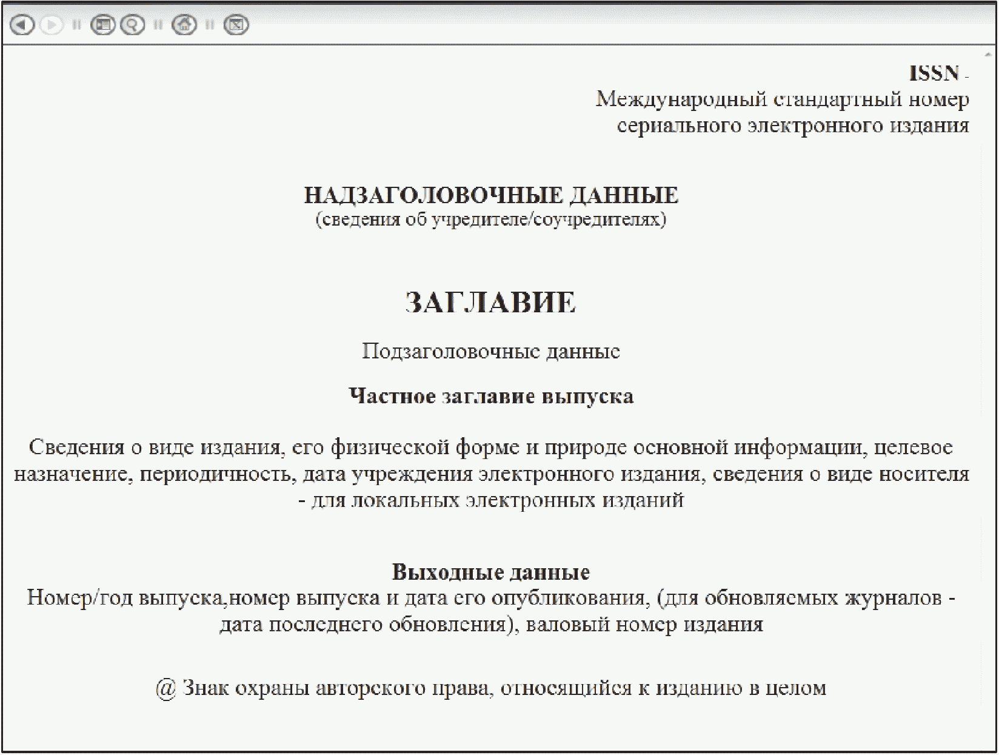 ISSN -
Международный стандартный номер
сериального электронного издания
НАДЗАГОЛОВОЧНЫЕ ДАННЫЕ
(сведения об учредителе/соучредителях)
ЗАГЛАВИЕ
Подзаголовочные данные
Частное заглавие выпуска
Сведения о виде издания, его физической форме и природе основной информации, целевое
назначение, периодичность, дата учреждения электронного издания, сведения о виде носителя
- для локальных электронных изданий
Выходные данные
Номер/год выпуска,номер выпуска и дата его опубликования, (для обновляемых журналов -
дата последнего обновления), валовый номер издания
@ Знак охраны авторского права, относящийся к изданию в целом